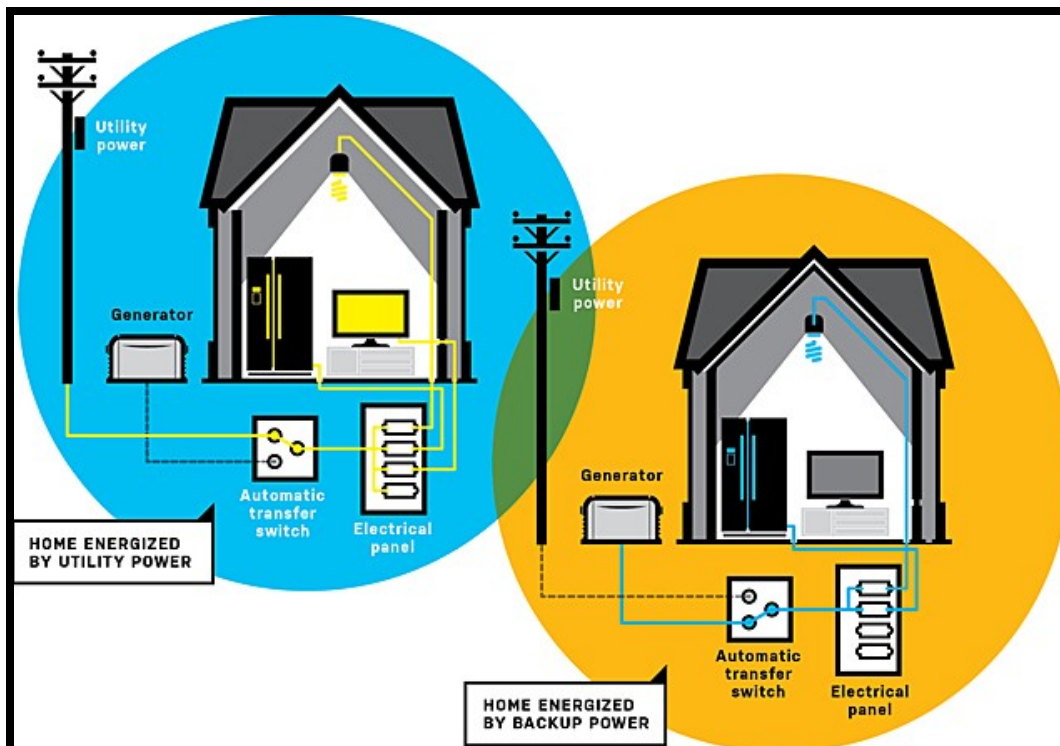 Utility
power
Generator
Automatic
transfer
switch
Electrical
panel
HOME ENERGIZED
BY UTILITY POWER
Utility
power
Generator
Automatic
transfer
switch
Electrical
panel
HOME ENERGIZED
BY BACKUP POWER